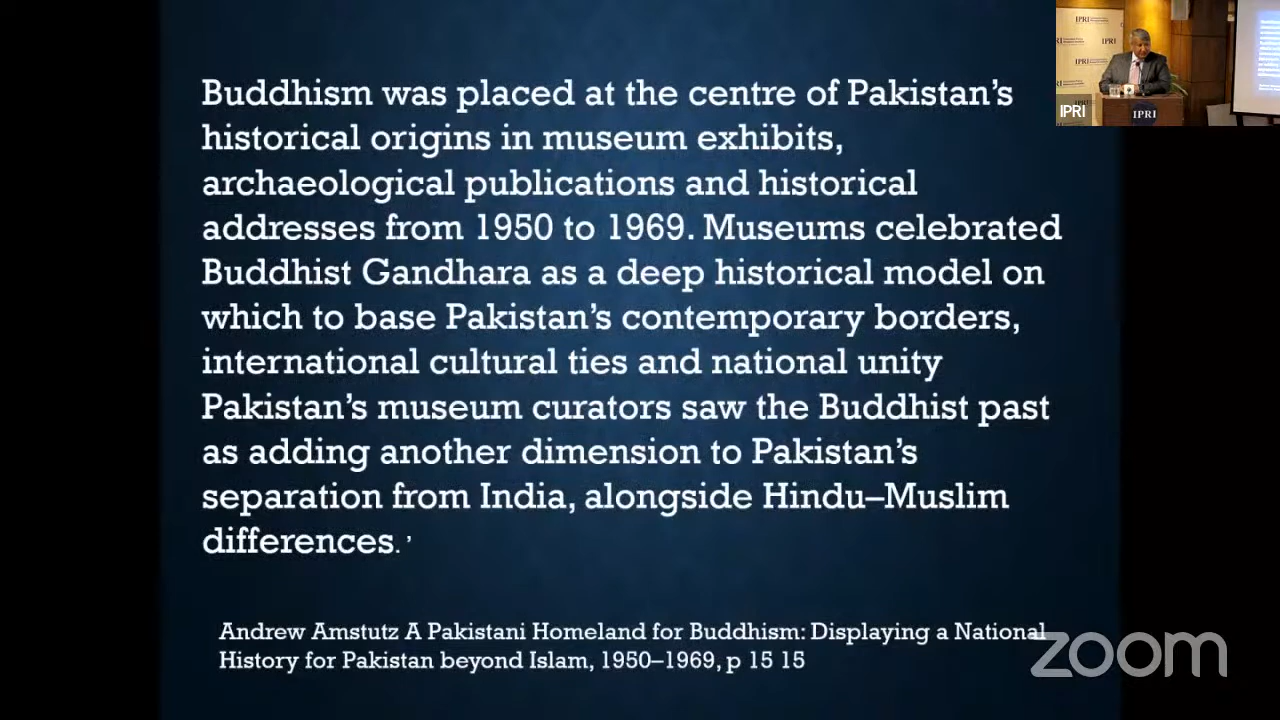 Buddhism was placed at the centre of Pakistan's
historical origins in museum exhibits,
archaeological publications and historical
addresses from 1950 to 1969. Museums celebrated
Buddhist Gandhara as a deep historical model on
which to base Pakistan's contemporary borders,
international cultural ties and national unity
Pakistan's museum curators saw the Buddhist past
as adding another dimension to Pakistan's
separation from India, alongside Hindu–Muslim
differences. ’
Andrew Amstutz A Pakistani Homeland for Buddhism: Displaying a National
History for Pakistan beyond Islam, 1950–1969, p 15 15
zoom
IPRI
IPRI
IPRI
IPRI
IPRI